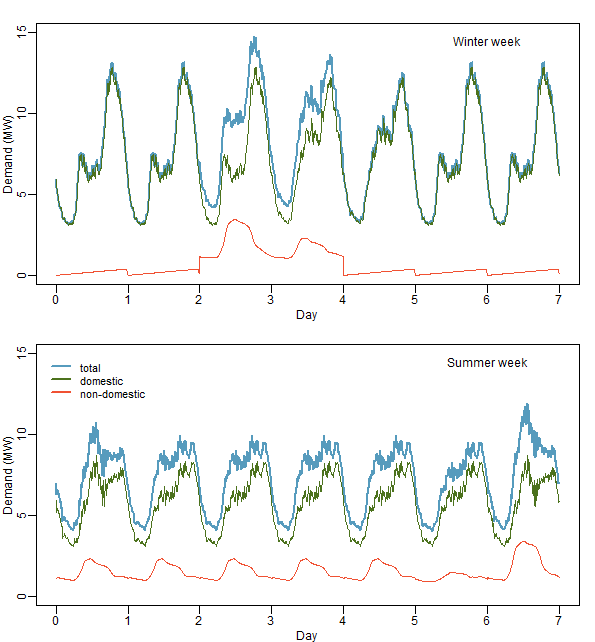 Winter week
15
10
5
0
Demand (MW)
0 1 2 3 4 5 6 7
Day
Summer week
total
domestic
non-domestic
15
10
5
0
Demand (MW)
0 1 2 3 4 5 6 7
Day